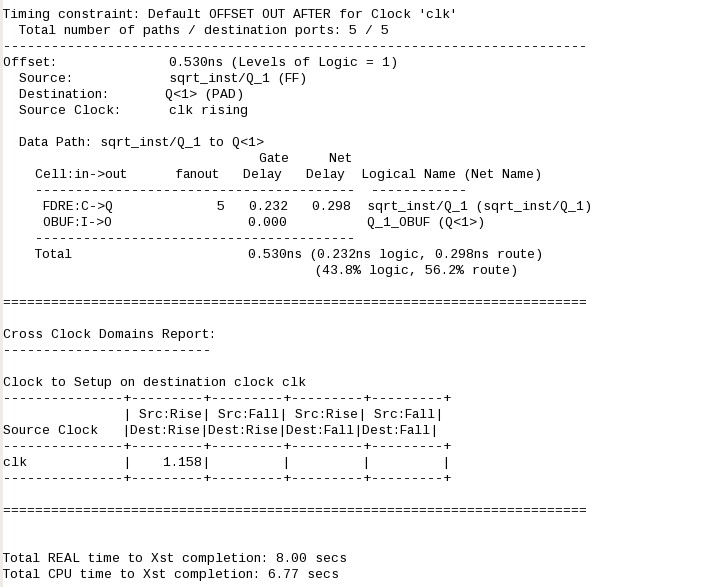 Timing constraint: Default OFFSET OUT AFTER for Clock 'clk'
  Total number of paths / destination ports: 5 / 5
-------------------------------------------------------------------------
Offset:              0.530ns (Levels of Logic = 1)
  Source:            sqrt_inst/Q_1 (FF)
  Destination:       Q<1> (PAD)
  Source Clock:      clk rising

  Data Path: sqrt_inst/Q_1 to Q<1>
                                Gate     Net
    Cell:in->out      fanout   Delay   Delay  Logical Name (Net Name)
    ----------------------------------------  ------------
     FDRE:C->Q             5   0.232   0.298  sqrt_inst/Q_1 (sqrt_inst/Q_1)
     OBUF:I->O                 0.000          Q_1_OBUF (Q<1>)
    ----------------------------------------
    Total                      0.530ns (0.232ns logic, 0.298ns route)
                                       (43.8% logic, 56.2% route)

=========================================================================

Cross Clock Domains Report:
--------------------------

Clock to Setup on destination clock clk
---------------+---------+---------+---------+---------+
               | Src:Rise| Src:Fall| Src:Rise| Src:Fall|
Source Clock   |Dest:Rise|Dest:Rise|Dest:Fall|Dest:Fall|
---------------+---------+---------+---------+---------+
clk            |    1.158|         |         |         |
---------------+---------+---------+---------+---------+

=========================================================================


Total REAL time to Xst completion: 8.00 secs
Total CPU time to Xst completion: 6.77 secs